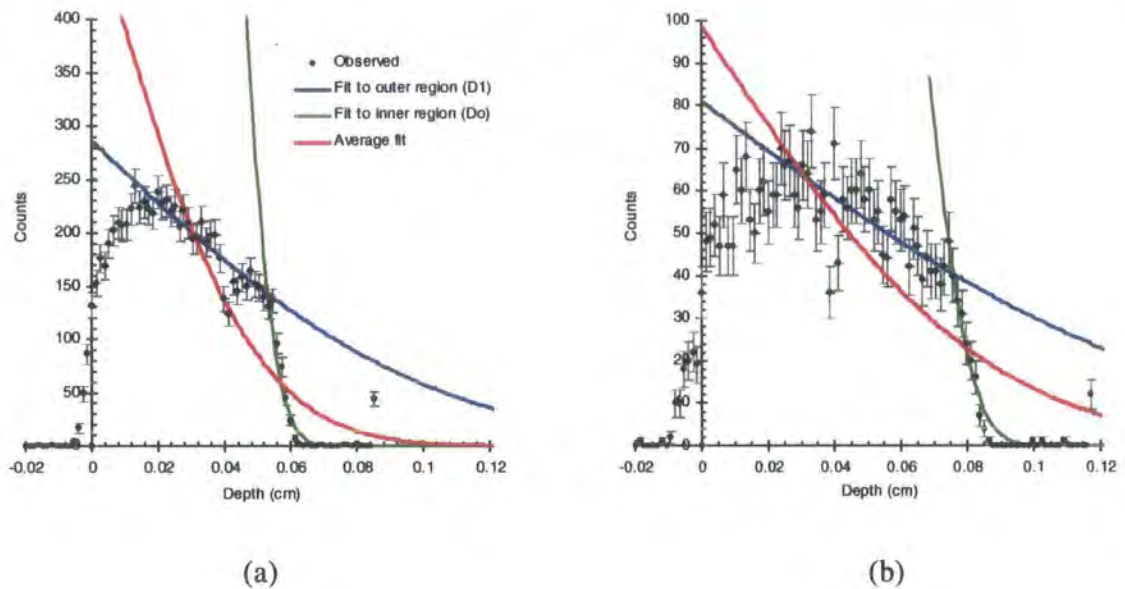 400
350
300
250
200
150
100
50
0
-0.02 0 0.02 0.04 0.06 0.08 0.1 0.12
Counts
Depth (cm)
Observed
Fit to outer region (D1)
Fit to inner region (Do)
Average fit
(a)
100
90
80
70
60
50
40
30
20
10
0
-0.02 0 0.02 0.04 0.06 0.08 0.1 0.12
Counts
Depth (cm)
(b)